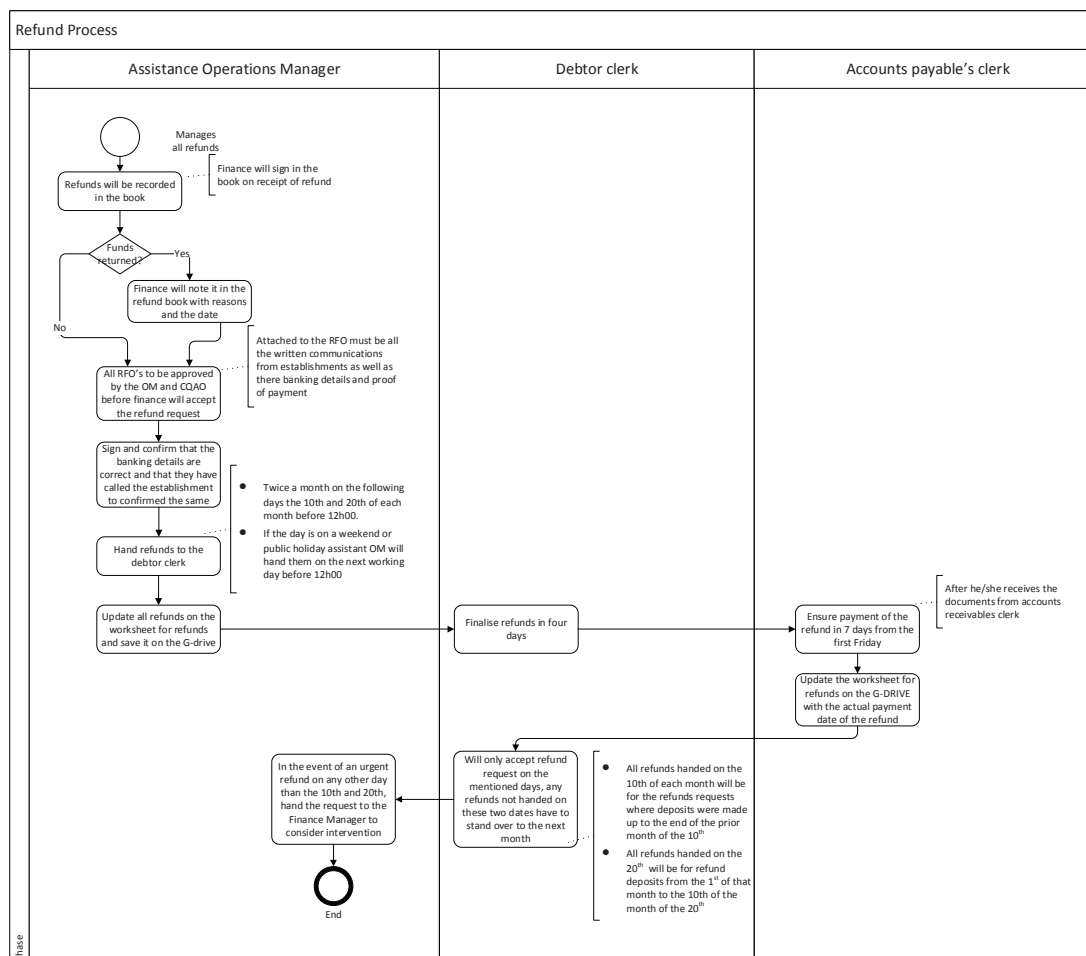 Refund Process
Assistance Operations Manager
Debtor clerk
Accounts payable's clerk
Manages
all refunds
Finance will sign in the
book on receipt of refund
Refunds will be recorded
in the book
Funds
returned?
Yes
No
Finance will note it in the
refund book with reasons
and the date
Attached to the RFO must be all
the written communications
from establishments as well as
there banking details and proof
of payment
All RFO's to be approved
by the OM and CQAO
before finance will accept
the refund request
Sign and confirm that the
banking details are
correct and that they have
called the establishment
to confirmed the same
● Twice a month on the following
days the 10th and 20th of each
month before 12h00.
● If the day is on a weekend or
public holiday assistant OM will
hand them on the next working
day before 12h00
Hand refunds to the
debtor clerk
Update all refunds on the
worksheet for refunds
and save it on the G-drive
Finalise refunds in four
days
Ensure payment of the
refund in 7 days from the
first Friday
After he/she receives the
documents from accounts
receivables clerk
Update the worksheet for
refunds on the G-DRIVE
with the actual payment
date of the refund
Will only accept refund
request on the
mentioned days, any
refunds not handed on
these two dates have to
stand over to the next
month
● All refunds handed on the
10th of each month will be
for the refunds requests
where deposits were made
up to the end of the prior
month of the 10th
● All refunds handed on the
20th will be for refund
deposits from the 1st of that
month to the 10th of the
month of the 20th
In the event of an urgent
refund on any other day
than the 10th and 20th,
hand the request to the
Finance Manager to
consider intervention
End
hase